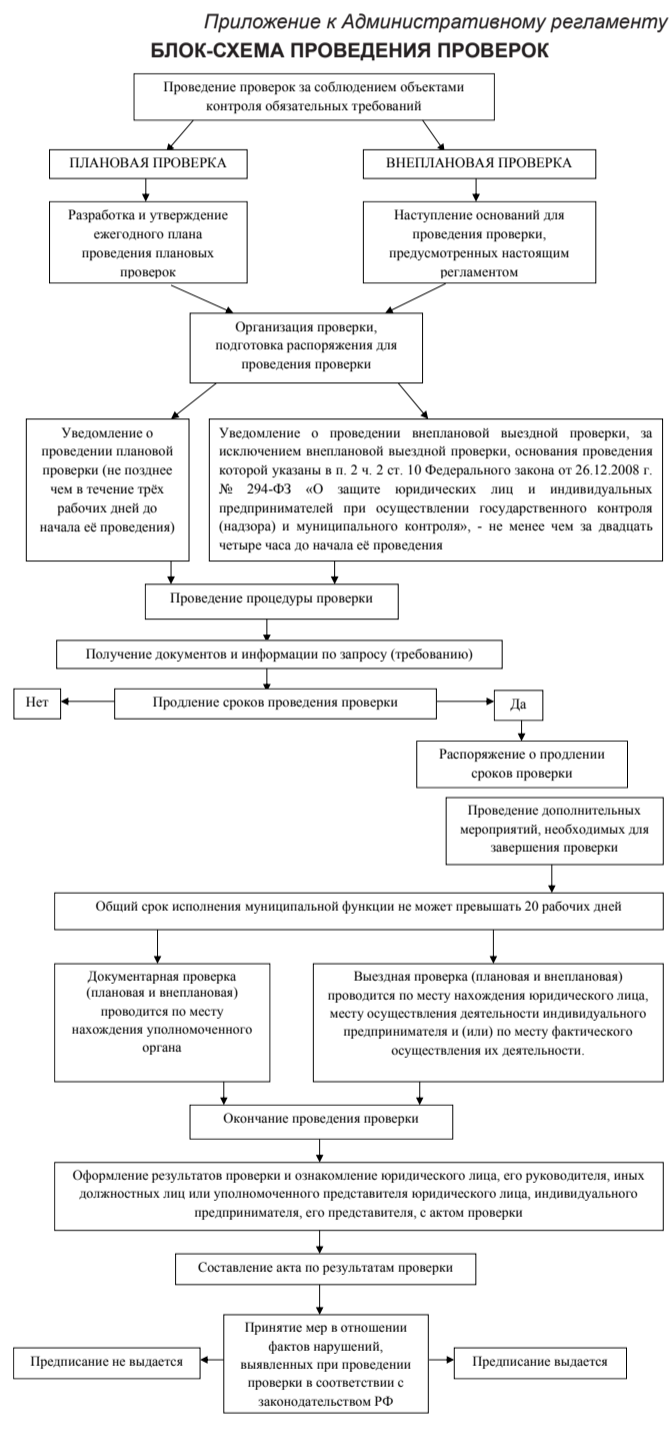 Приложение к Административному регламенту
БЛОК-СХЕМА ПРОВЕДЕНИЯ ПРОВЕРОК
Проведение проверок за соблюдением объектами
контроля обязательных требований
ПЛАНОВАЯ ПРОВЕРКА
ВНЕПЛАНОВАЯ ПРОВЕРКА
Разработка и утверждение
ежегодного плана
проведения плановых
проверок
Наступление оснований для
проведения проверки,
предусмотренных настоящим
регламентом
Организация проверки,
подготовка распоряжения для
проведения проверки
Уведомление о
проведении плановой
проверки (не позднее
чем в течение трёх
рабочих дней до
начала её проведения)
Уведомление о проведении внеплановой выездной проверки, за
исключением внеплановой выездной проверки, основания проведения
которой указаны в п. 2 ч. 2 ст. 10 Федерального закона от 26.12.2008 г.
№ 294-ФЗ «О защите юридических лиц и индивидуальных
предпринимателей при осуществлении государственного контроля
(надзора) и муниципального контроля», - не менее чем за двадцать
четыре часа до начала её проведения
Проведение процедуры проверки
Получение документов и информации по запросу (требованию)
Нет
Продление сроков проведения проверки
Да
Распоряжение о продлении
сроков проверки
Проведение дополнительных
мероприятий, необходимых для
завершения проверки
Общий срок исполнения муниципальной функции не может превышать 20 рабочих дней
Документарная проверка
(плановая и внеплановая)
проводится по месту
нахождения уполномоченного
органа
Выездная проверка (плановая и внеплановая)
проводится по месту нахождения юридического лица,
месту осуществления деятельности индивидуального
предпринимателя и (или) по месту фактического
осуществления их деятельности.
Окончание проведения проверки
Оформление результатов проверки и ознакомление юридического лица, его руководителя, иных
должностных лиц или уполномоченного представителя юридического лица, индивидуального
предпринимателя, его представителя, с актом проверки
Составление акта по результатам проверки
Принятие мер в отношении
фактов нарушений,
выявленных при проведении
проверки в соответствии с
законодательством РФ
Предписание не выдается
Предписание выдается